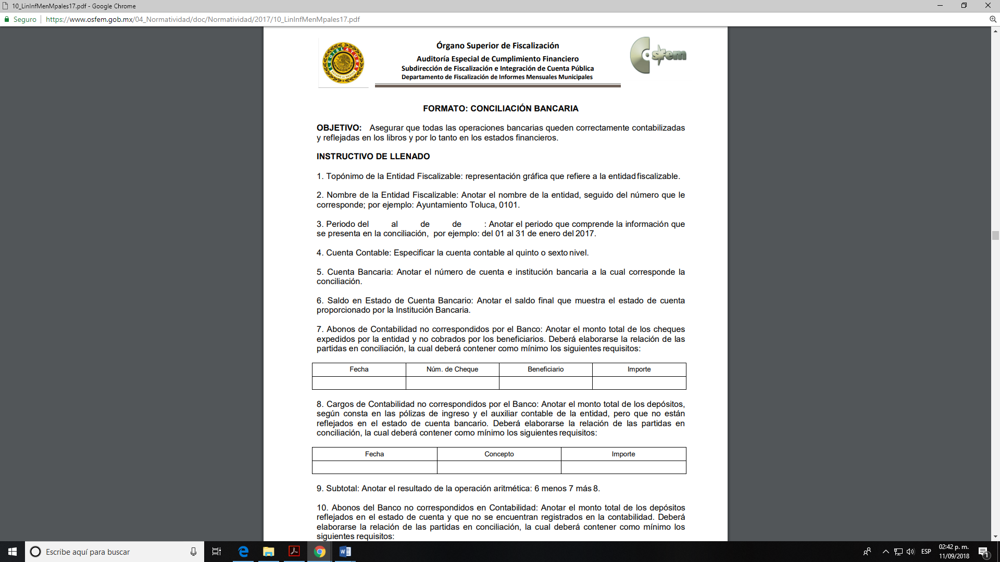 10_LinInfMenMpales17.pdf - Google Chrome
Seguro
https://www.osfem.gob.mx/04_Normatividad/doc/Normatividad/2017/10_LinInfMenMpales17.pdf
LEGISLATURA
ESTADO DE MÉXICO
Órgano Superior de Fiscalización
Auditoría Especial de Cumplimiento Financiero
Subdirección de Fiscalización e Integración de Cuenta Pública
Departamento de Fiscalización de Informes Mensuales Municipales
Osfem
FORMATO: CONCILIACIÓN BANCARIA
OBJETIVO: Asegurar que todas las operaciones bancarias queden correctamente contabilizadas
y reflejadas en los libros y por lo tanto en los estados financieros.
INSTRUCTIVO DE LLENADO
1. Topónimo de la Entidad Fiscalizable: representación gráfica que refiere a la entidad fiscalizable.
2. Nombre de la Entidad Fiscalizable: Anotar el nombre de la entidad, seguido del número que le
corresponde; por ejemplo: Ayuntamiento Toluca, 0101.
3. Periodo del al de de : Anotar el periodo que comprende la información que
se presenta en la conciliación, por ejemplo: del 01 al 31 de enero del 2017.
4. Cuenta Contable: Especificar la cuenta contable al quinto o sexto nivel.
5. Cuenta Bancaria: Anotar el número de cuenta e institución bancaria a la cual corresponde la
conciliación.
6. Saldo en Estado de Cuenta Bancario: Anotar el saldo final que muestra el estado de cuenta
proporcionado por la Institución Bancaria.
7. Abonos de Contabilidad no correspondidos por el Banco: Anotar el monto total de los cheques
expedidos por la entidad y no cobrados por los beneficiarios. Deberá elaborarse la relación de las
partidas en conciliación, la cual deberá contener como mínimo los siguientes requisitos:
Fecha Núm. de Cheque Beneficiario Importe
8. Cargos de Contabilidad no correspondidos por el Banco: Anotar el monto total de los depósitos,
según consta en las pólizas de ingreso y el auxiliar contable de la entidad, pero que no están
reflejados en el estado de cuenta bancario. Deberá elaborarse la relación de las partidas en
conciliación, la cual deberá contener como mínimo los siguientes requisitos:
Fecha Concepto Importe
9. Subtotal: Anotar el resultado de la operación aritmética: 6 menos 7 más 8.
10. Abonos del Banco no correspondidos en Contabilidad: Anotar el monto total de los depósitos
reflejados en el estado de cuenta y que no se encuentran registrados en la contabilidad. Deberá
elaborarse la relación de las partidas en conciliación, la cual deberá contener como mínimo los
siguientes requisitos:
Escribe aquí para buscar
ESP
02:42 p. m.
11/09/2018
1